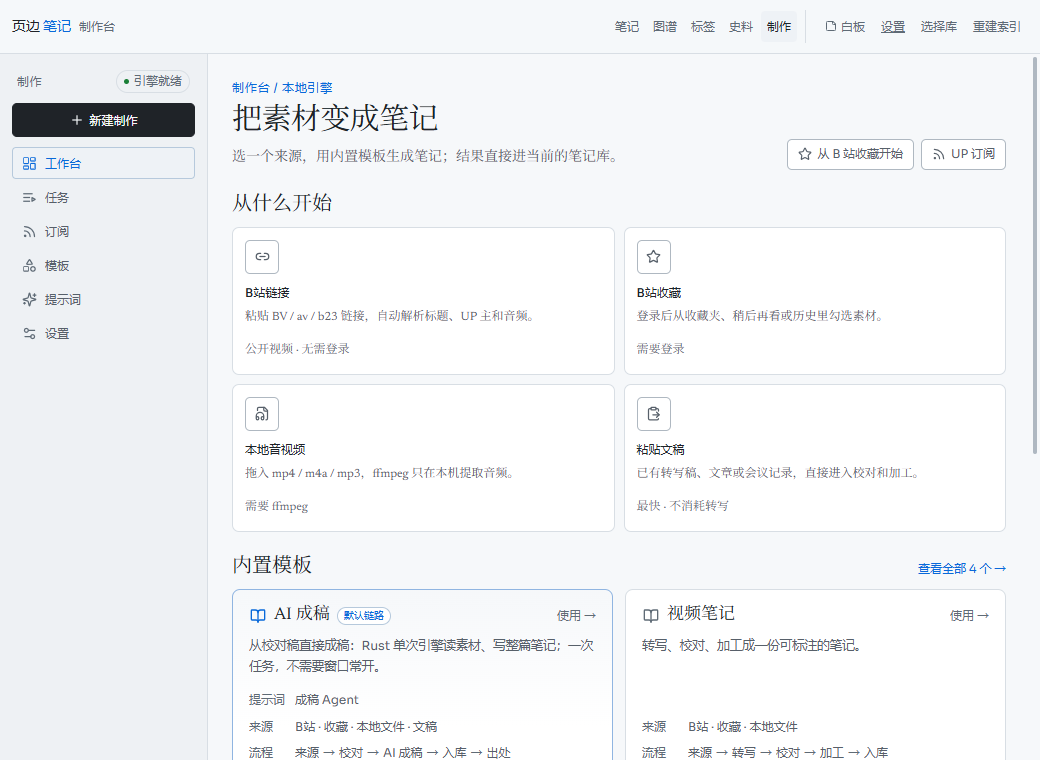 页边 笔记 制作台
笔记 图谱 标签 史料 制作 白板 设置 选择库 重建索引
制作 引擎就绪
新建制作
工作台
任务
订阅
模板
提示词
设置
制作台 / 本地引擎
把素材变成笔记
选一个来源，用内置模板生成笔记；结果直接进当前的笔记库。
从 B 站收藏开始 UP 订阅
从什么开始
B站链接
粘贴 BV / av / b23 链接，自动解析标题、UP 主和音频。
公开视频 · 无需登录
B站收藏
登录后从收藏夹、稍后再看或历史里勾选素材。
需要登录
本地音视频
拖入 mp4 / m4a / mp3，ffmpeg 只在本机提取音频。
需要 ffmpeg
粘贴文稿
已有转写稿、文章或会议记录，直接进入校对和加工。
最快 · 不消耗转写
内置模板 查看全部 4 个 →
AI 成稿 默认链路 使用 →
从校对稿直接成稿：Rust 单次引擎读素材、写整篇笔记；一次
任务，不需要窗口常开。
提示词 成稿 Agent
来源 B站 · 收藏 · 本地文件 · 文稿
流程 来源 → 校对 → AI 成稿 → 入库 → 出处
视频笔记 使用 →
转写、校对、加工成一份可标注的笔记。
来源 B站 · 收藏 · 本地文件
流程 来源 → 转写 → 校对 → 加工 → 入库